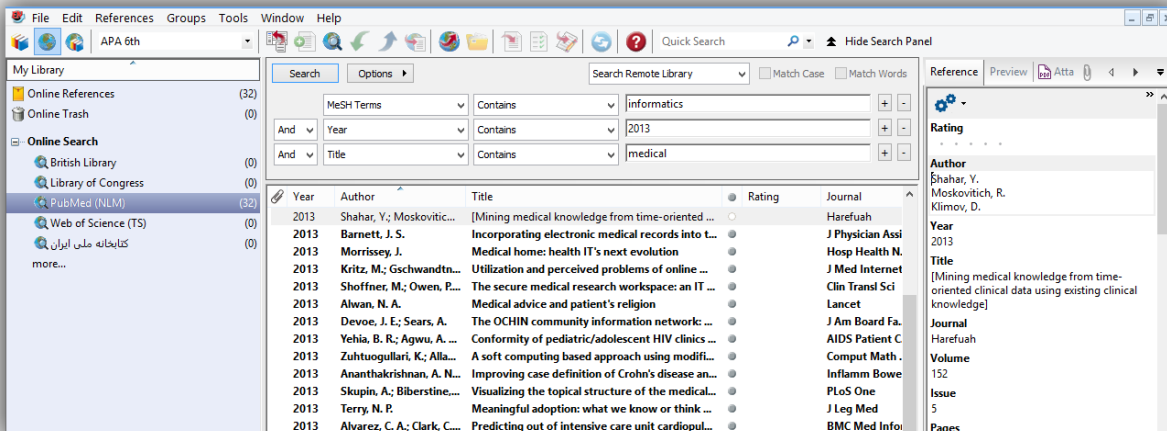 File Edit References Groups Tools Window Help
APA 6th
Quick Search
Hide Search Panel
My Library
Online References (32)
Online Trash (0)
Online Search
British Library (0)
Library of Congress (0)
PubMed (NLM) (32)
Web of Science (TS) (0)
کتابخانه ملی ایران (0)
more...
Search Options Search Remote Library Match Case Match Words
MeSH Terms Contains informatics + -
And Year Contains 2013 + -
And Title Contains medical + -
Year Author Title Rating Journal
2013 Shahar, Y.; Moskovitic... [Mining medical knowledge from time-oriented ... Harefuah
2013 Barnett, J. S. Incorporating electronic medical records into t... J Physician Assi
2013 Morrissey, J. Medical home: health IT's next evolution Hosp Health N.
2013 Kritz, M.; Gschwandtn... Utilization and perceived problems of online ... J Med Internet
2013 Shoffner, M.; Owen, P.... The secure medical research workspace: an IT ... Clin Transl Sci
2013 Alwan, N. A. Medical advice and patient's religion Lancet
2013 Devoe, J. E.; Sears, A. The OCHIN community information network: ... J Am Board Fa..
2013 Yehia, B. R.; Agwu, A. ... Conformity of pediatric/adolescent HIV clinics ... AIDS Patient C
2013 Zuhtuogullari, K.; Alla... A soft computing based approach using modifi... Comput Math .
2013 Ananthakrishnan, A. N... Improving case definition of Crohn's disease an... Inflamm Bowe
2013 Skupin, A.; Biberstine,... Visualizing the topical structure of the medical... PLoS One
2013 Terry, N. P. Meaningful adoption: what we know or think ... J Leg Med
2013 Alvarez, C. A.; Clark, C.... Predicting out of intensive care unit cardiopul... BMC Med Infor
Reference Preview PDF Atta
Rating
Author
Shahar, Y.
Moskovitch, R.
Klimov, D.
Year
2013
Title
[Mining medical knowledge from time-
oriented clinical data using existing clinical
knowledge]
Journal
Harefuah
Volume
152
Issue
5
Pages